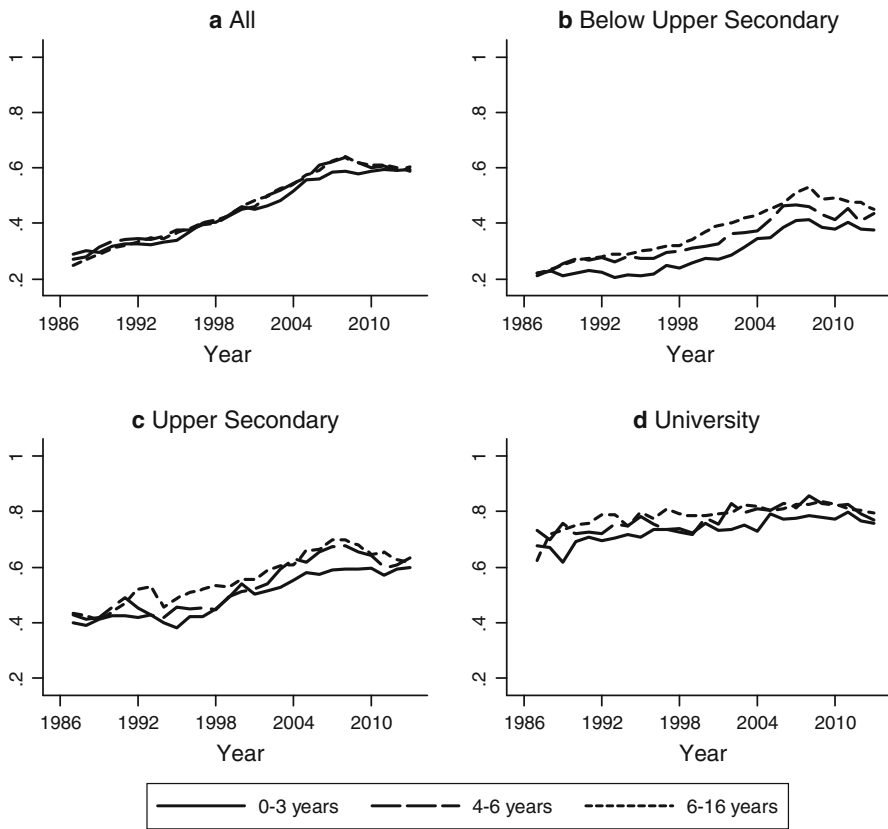 a All
1
.8
.6
.4
.2
1986 1992 1998 2004 2010
Year
b Below Upper Secondary
1
.8
.6
.4
.2
1986 1992 1998 2004 2010
Year
c Upper Secondary
1
.8
.6
.4
.2
1986 1992 1998 2004 2010
Year
d University
1
.8
.6
.4
.2
1986 1992 1998 2004 2010
Year
0-3 years 4-6 years 6-16 years